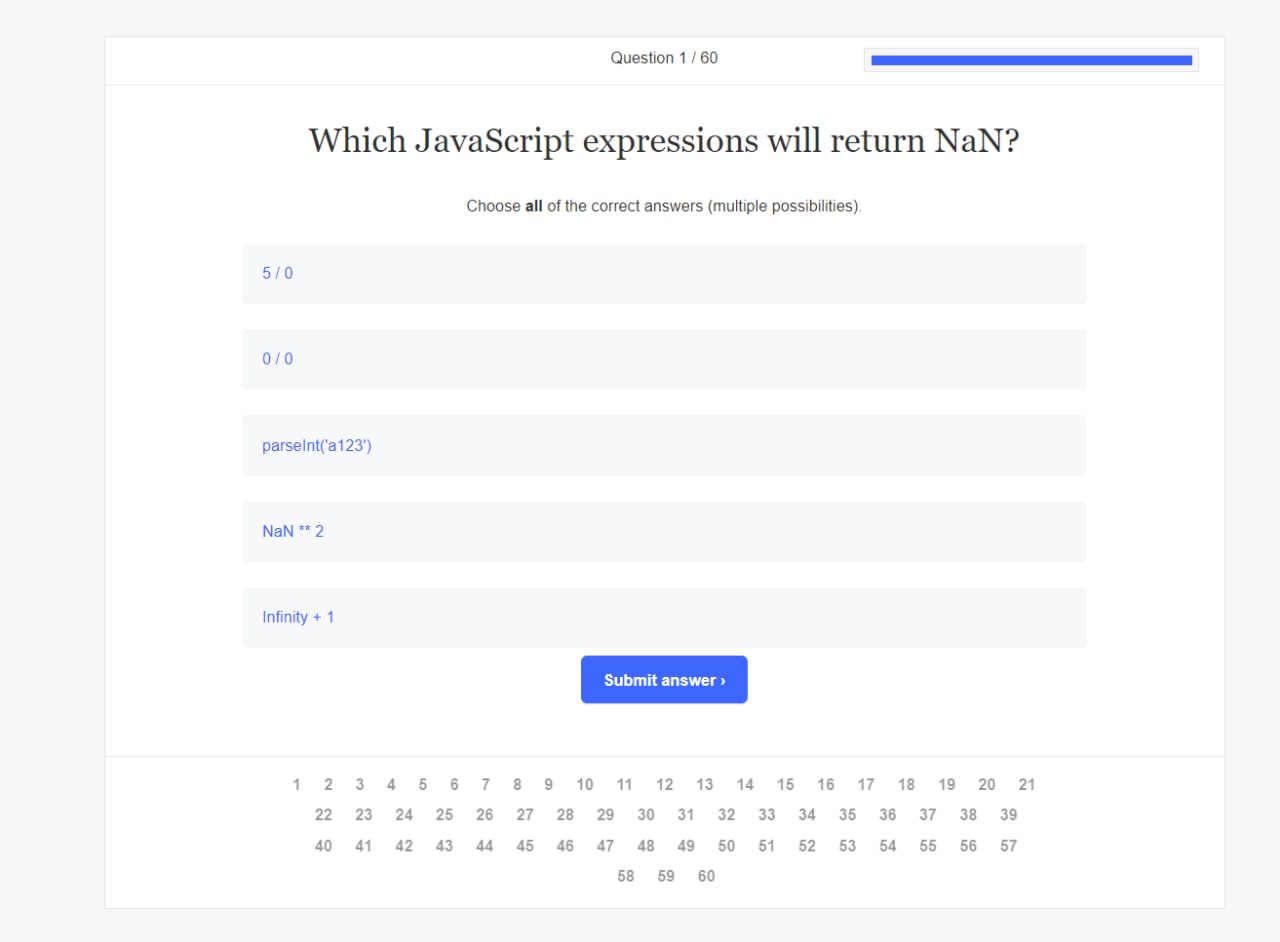 Question 1 / 60
Which JavaScript expressions will return NaN?
Choose all of the correct answers (multiple possibilities).
5 / 0
0 / 0
parseInt('a123')
NaN ** 2
Infinity + 1
Submit answer ›
1 2 3 4 5 6 7 8 9 10 11 12 13 14 15 16 17 18 19 20 21
22 23 24 25 26 27 28 29 30 31 32 33 34 35 36 37 38 39
40 41 42 43 44 45 46 47 48 49 50 51 52 53 54 55 56 57
58 59 60